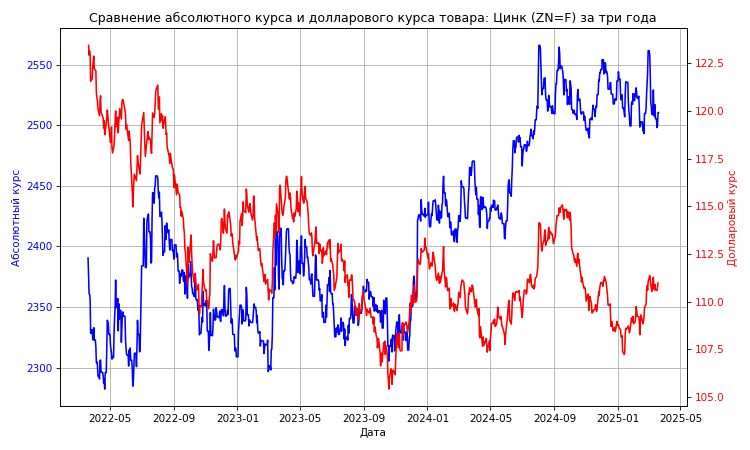 Сравнение абсолютного курса и долларового курса товара: Цинк (ZN=F) за три года
Абсолютный курс
2550
2500
2450
2400
2350
2300
122.5
120.0
117.5
115.0
112.5
110.0
107.5
105.0
Долларовый курс
2022-05 2022-09 2023-01 2023-05 2023-09 2024-01 2024-05 2024-09 2025-01 2025-05
Дата